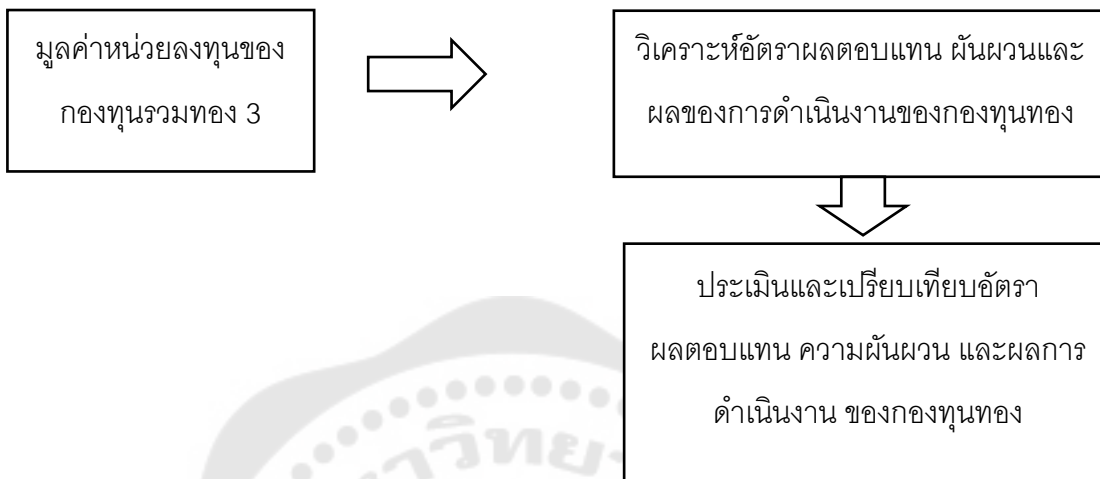 มูลค่าหน่วยลงทุนของ
กองทุนรวมทอง 3
วิเคราะห์อัตราผลตอบแทน ผันผวนและ
ผลของการดำเนินงานของกองทุนทอง
ประเมินและเปรียบเทียบอัตรา
ผลตอบแทน ความผันผวน และผลการ
ดำเนินงาน ของกองทุนทอง